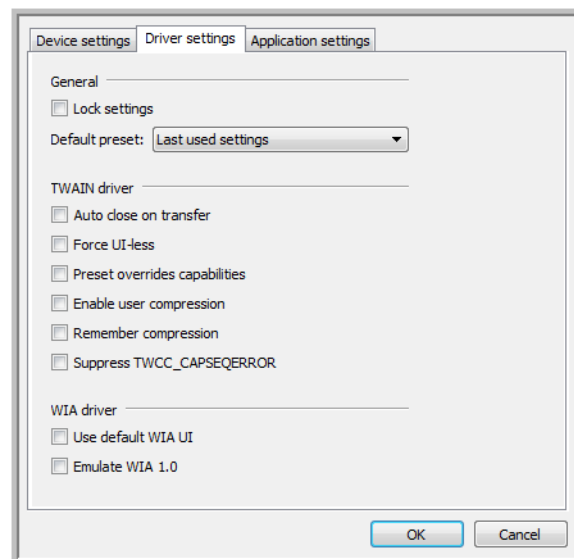 Device settings Driver settings Application settings
General
Lock settings
Default preset: Last used settings
TWAIN driver
Auto close on transfer
Force UI-less
Preset overrides capabilities
Enable user compression
Remember compression
Suppress TWCC_CAPSEQERROR
WIA driver
Use default WIA UI
Emulate WIA 1.0
OK Cancel